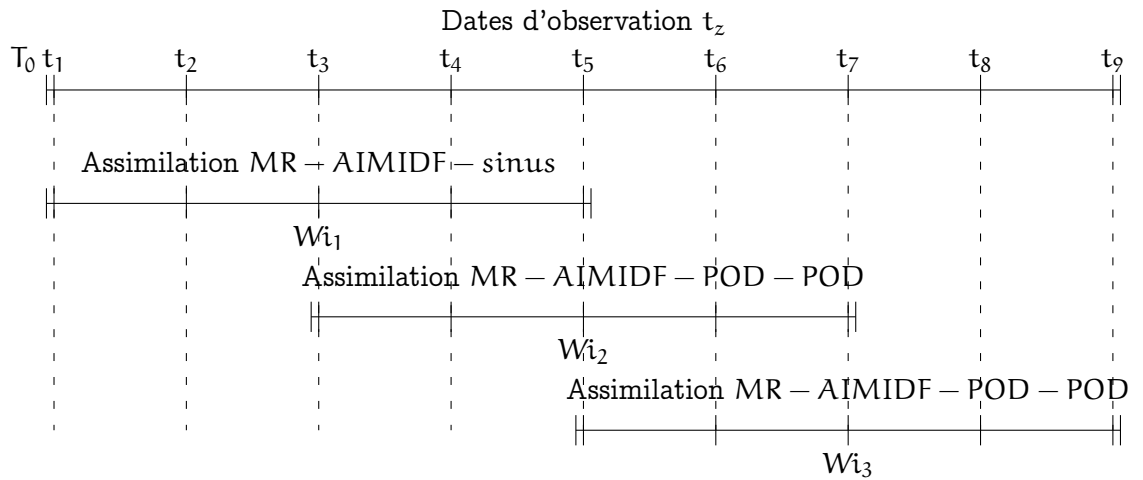 Dates d'observation t_z
T_0 t_1 t_2 t_3 t_4 t_5 t_6 t_7 t_8 t_9
Assimilation MR – AIMIDF – sinus
Wi_1
Assimilation MR – AIMIDF – POD – POD
Wi_2
Assimilation MR – AIMIDF – POD – POD
Wi_3